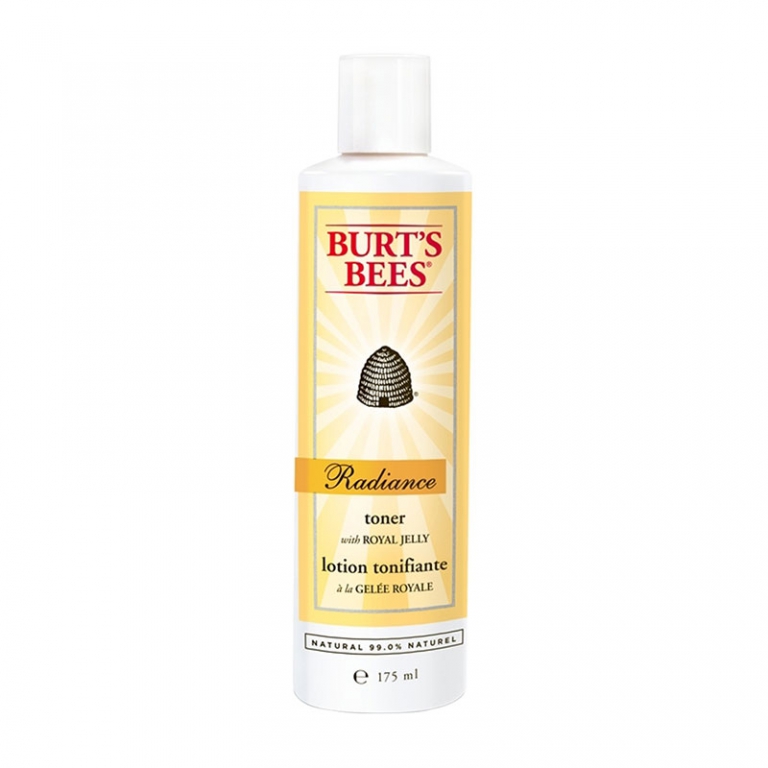 BURT'S
BEES®
Radiance
toner
with ROYAL JELLY
lotion tonifiante
à la GELÉE ROYALE
NATURAL 99.0% NATUREL
℮ 175 ml